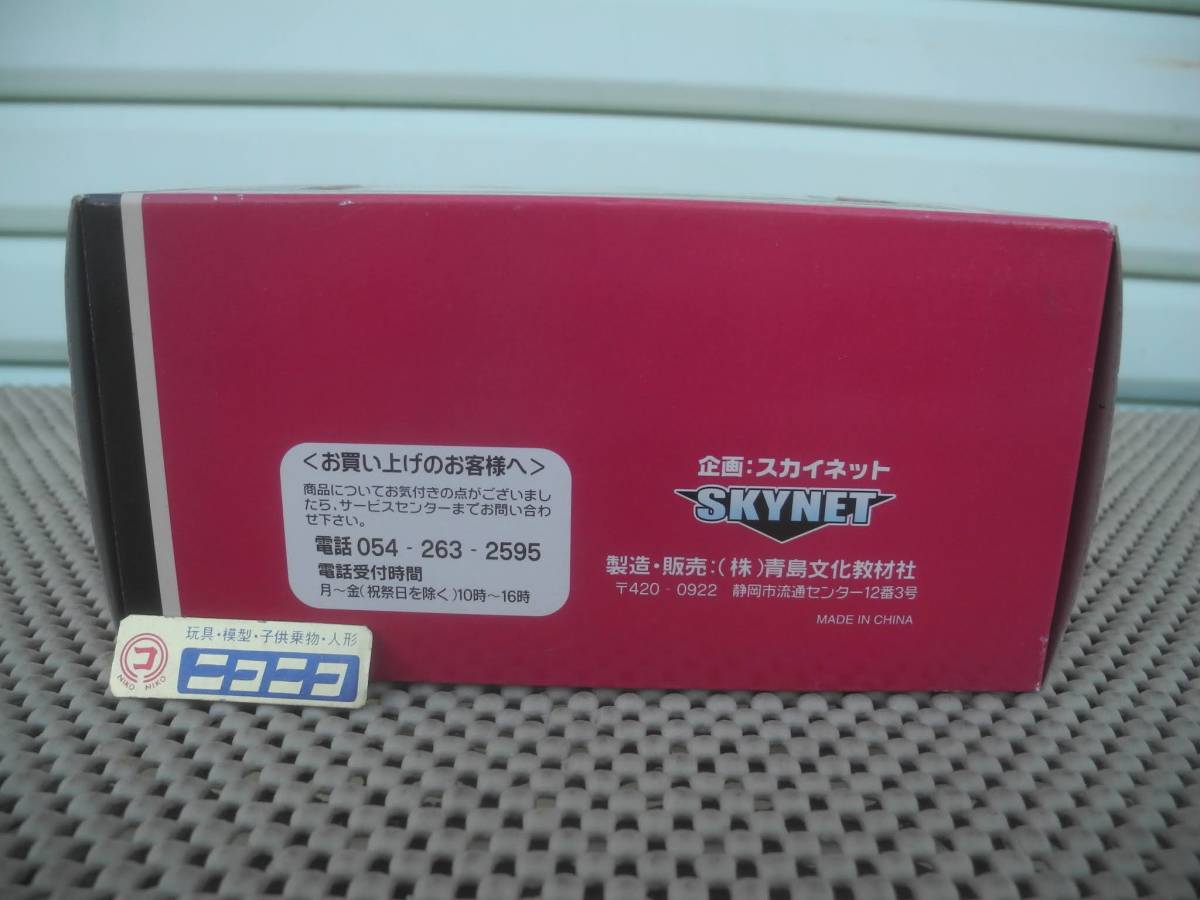 <お買い上げのお客様へ>
商品についてお気付きの点がございまし
たら、サービスセンターまでお問い合わ
せ下さい。
電話 054 - 263 - 2595
電話受付時間
月～金(祝祭日を除く)10時～16時
企画:スカイネット
SKYNET
製造・販売:(株)青島文化教材社
〒420 - 0922 静岡市流通センター12番3号
MADE IN CHINA
玩具・模型・子供乗物・人形
コ
NIKO NIKO
ニコニコ